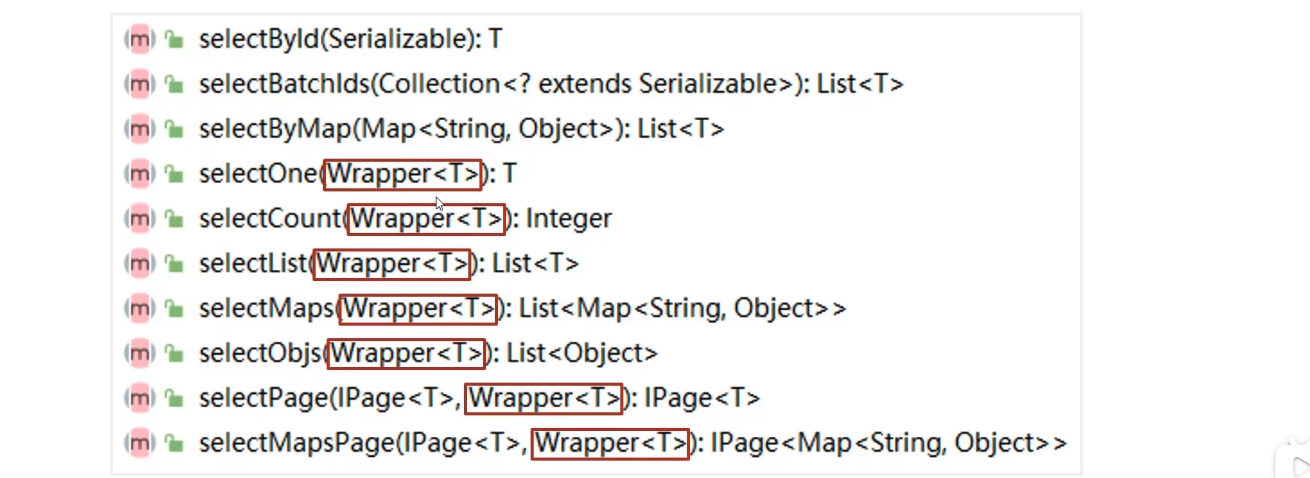 m selectById(Serializable): T
m selectBatchIds(Collection<? extends Serializable>): List<T>
m selectByMap(Map<String, Object>): List<T>
m selectOne(Wrapper<T>): T
m selectCount(Wrapper<T>): Integer
m selectList(Wrapper<T>): List<T>
m selectMaps(Wrapper<T>): List<Map<String, Object>>
m selectObjs(Wrapper<T>): List<Object>
m selectPage(IPage<T>, Wrapper<T>): IPage<T>
m selectMapsPage(IPage<T>, Wrapper<T>): IPage<Map<String, Object>>